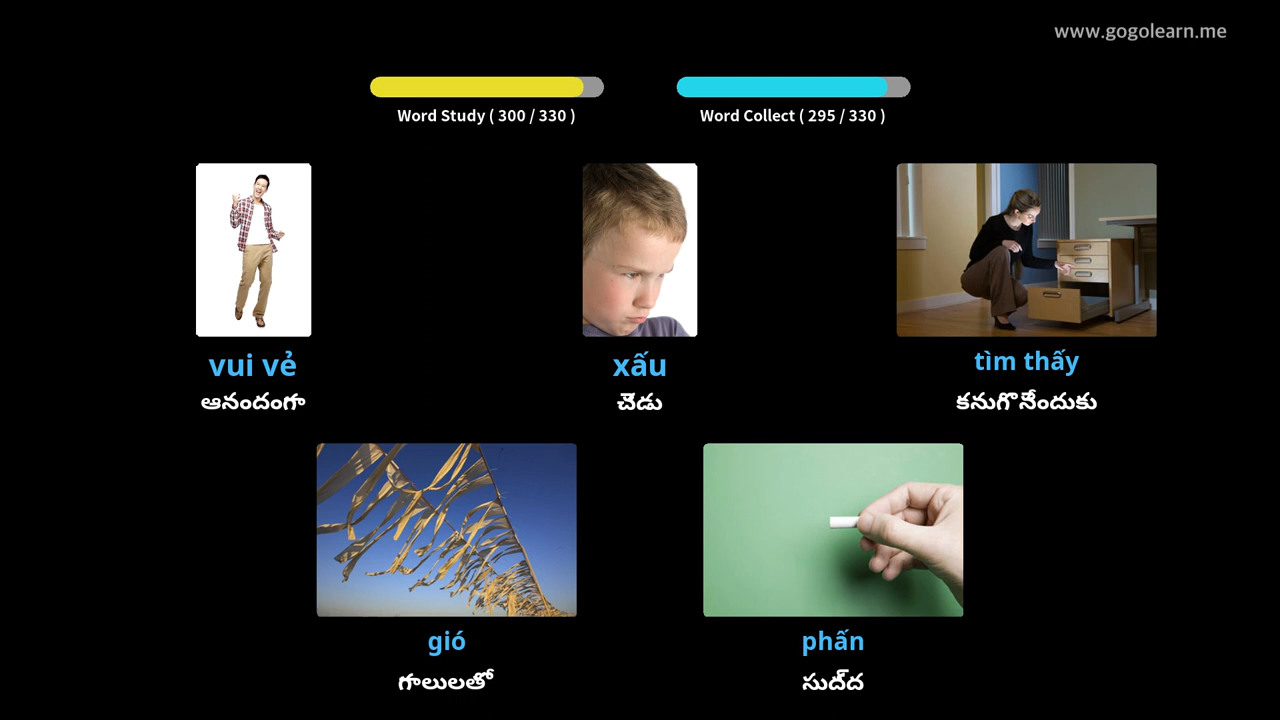 www.gogolearn.me
Word Study ( 300 / 330 )
Word Collect ( 295 / 330 )
vui vẻ
ఆనందంగా
xấu
చెడు
tìm thấy
కనుగొనేందుకు
gió
గాలులతో
phấn
సుద్ద